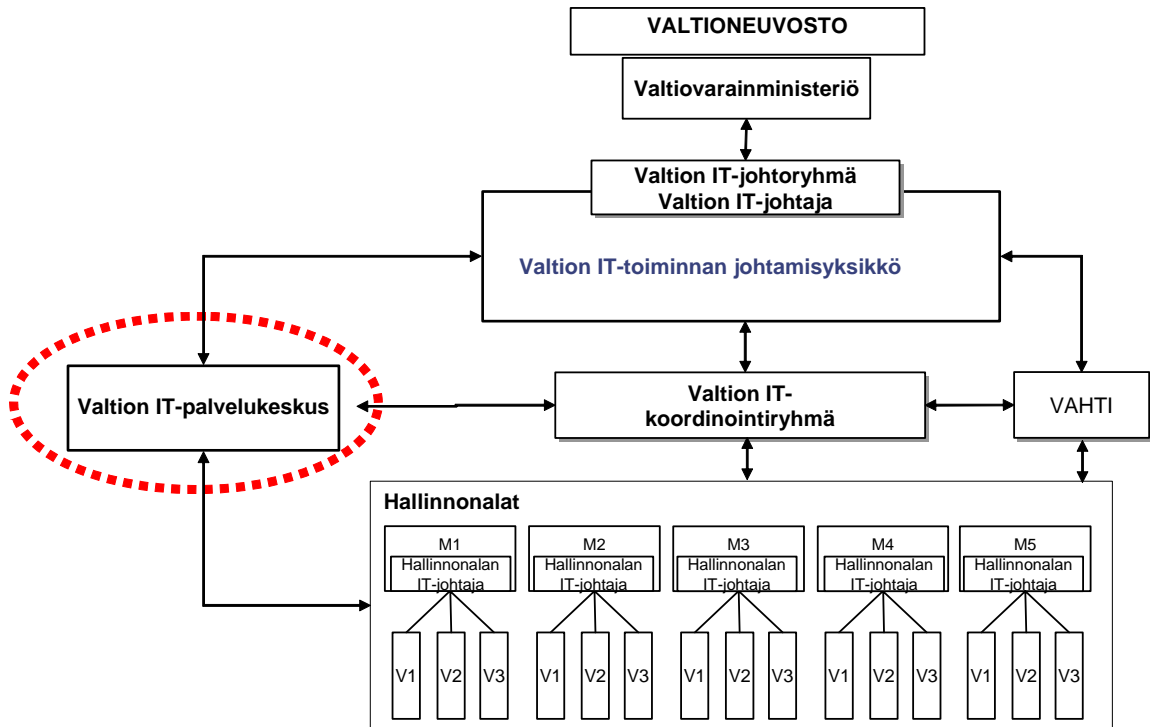 VALTIONEUVOSTO
Valtiovarainministeriö
Valtion IT-johtoryhmä
Valtion IT-johtaja
Valtion IT-toiminnan johtamisyksikkö
Valtion IT-palvelukeskus
Valtion IT-
koordinointiryhmä
VAHTI
Hallinnonalat
M1
Hallinnonalan
IT-johtaja
M2
Hallinnonalan
IT-johtaja
M3
Hallinnonalan
IT-johtaja
M4
Hallinnonalan
IT-johtaja
M5
Hallinnonalan
IT-johtaja
V1 V2 V3
V1 V2 V3
V1 V2 V3
V1 V2 V3
V1 V2 V3